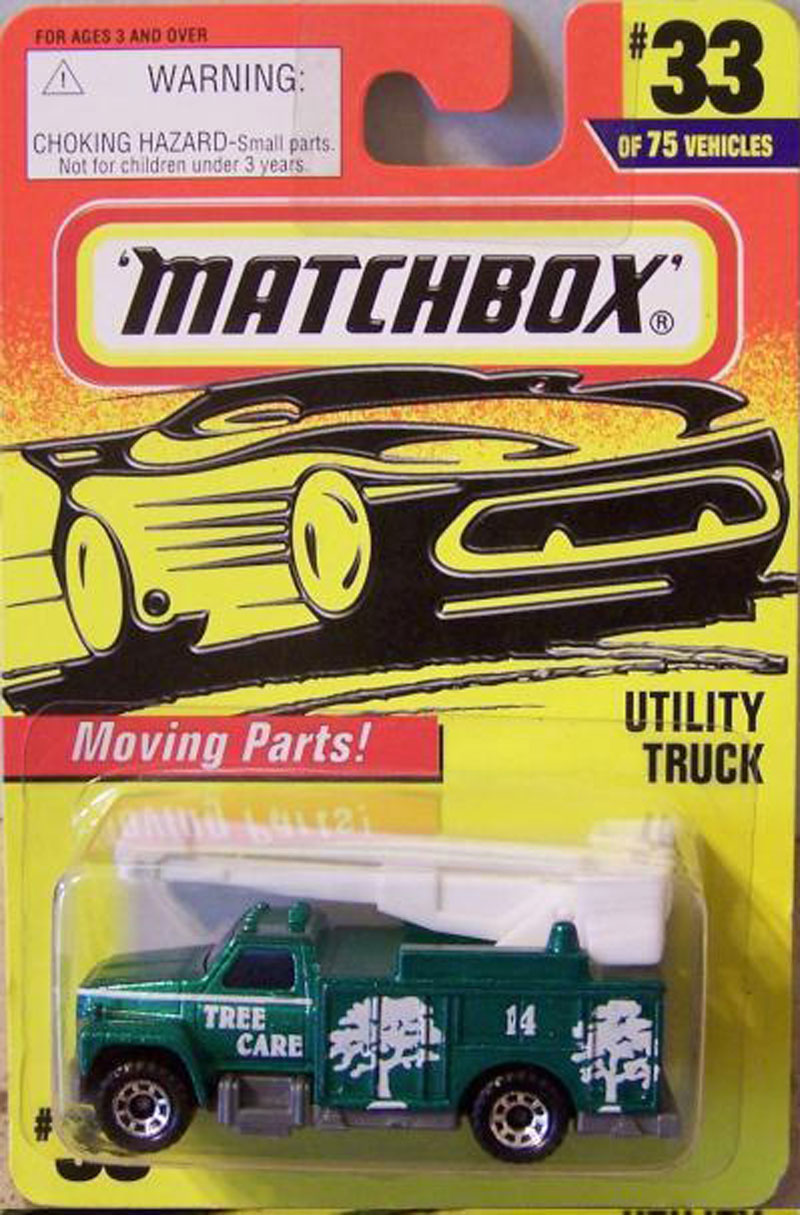 FOR AGES 3 AND OVER
WARNING:
CHOKING HAZARD-Small parts.
Not for children under 3 years.
#33
OF 75 VEHICLES
'MATCHBOX'®
Moving Parts!
UTILITY
TRUCK
TREE
CARE
14
#